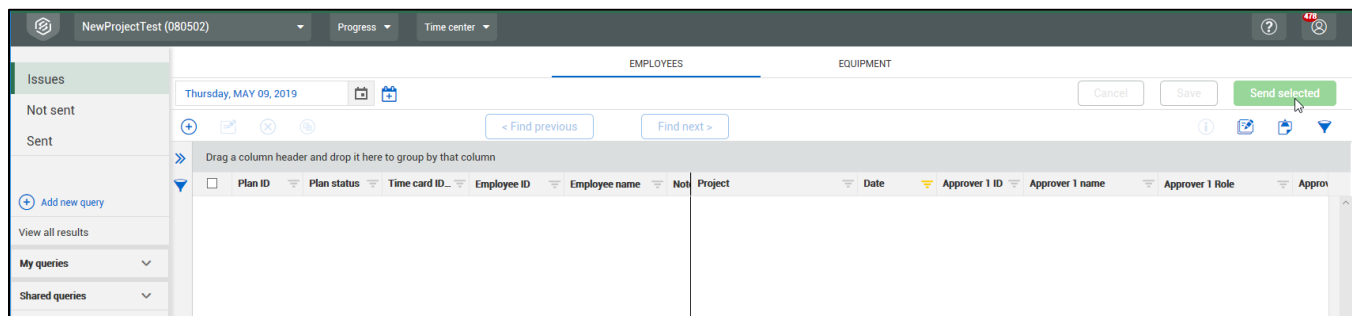 NewProjectTest (080502) Progress Time center 478
EMPLOYEES EQUIPMENT
Issues
Not sent
Sent
Add new query
View all results
My queries
Shared queries
Thursday, MAY 09, 2019 Cancel Save Send selected
< Find previous Find next >
Drag a column header and drop it here to group by that column
Plan ID Plan status Time card ID... Employee ID Employee name Not Project Date Approver 1 ID Approver 1 name Approver 1 Role Approv